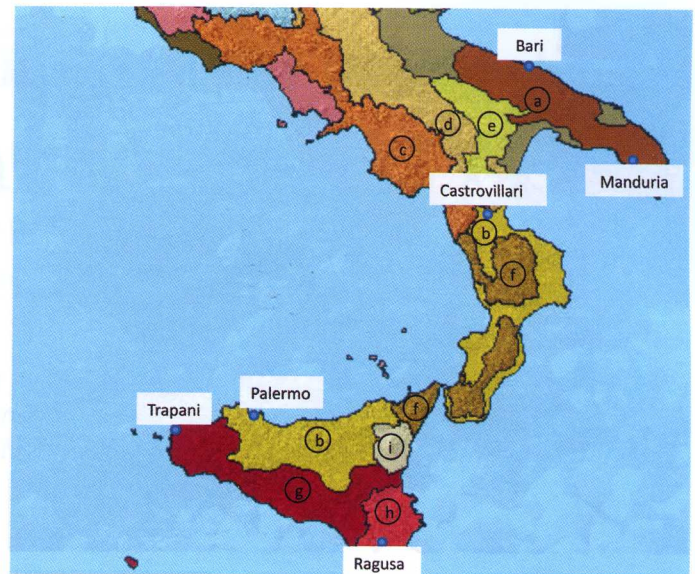 Bari
a
d
e
c
Manduria
Castrovillari
b
f
Palermo
Trapani
f
b
i
g
h
Ragusa